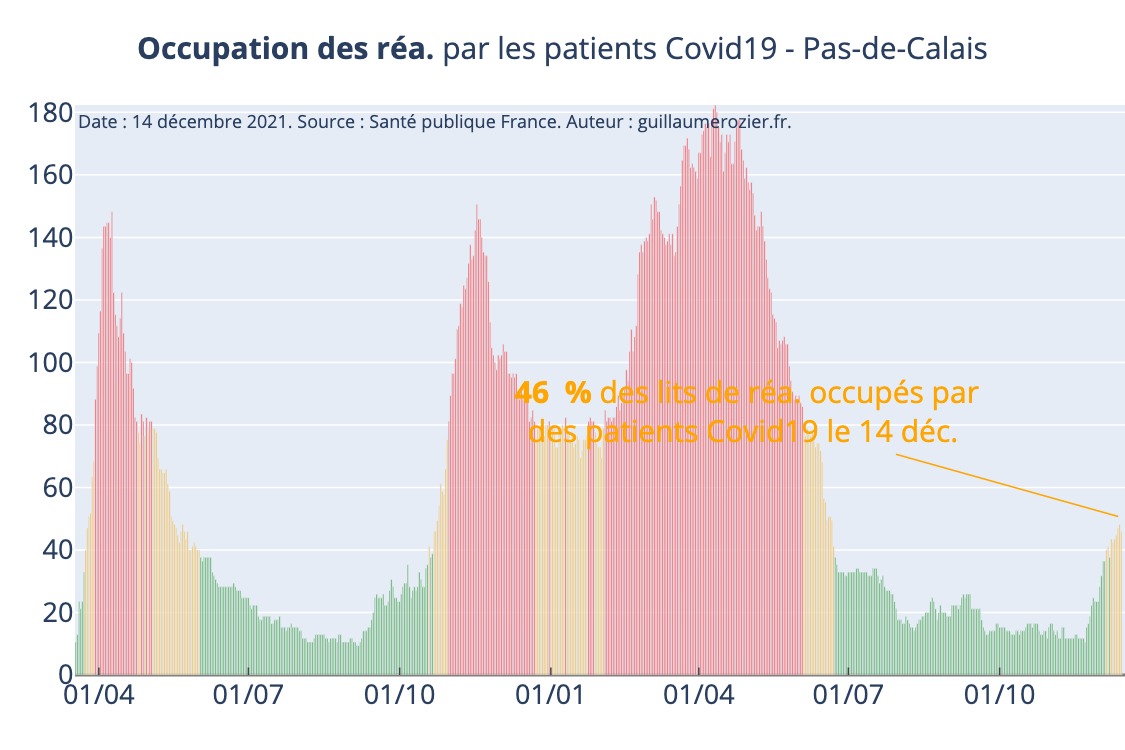 Occupation des réa. par les patients Covid19 - Pas-de-Calais
180
Date : 14 décembre 2021. Source : Santé publique France. Auteur : guillaumerozier.fr.
160
140
120
100
46 % des lits de réa. occupés par
80
des patients Covid19 le 14 déc.
60
40
20
0
01/04 01/07 01/10 01/01 01/04 01/07 01/10